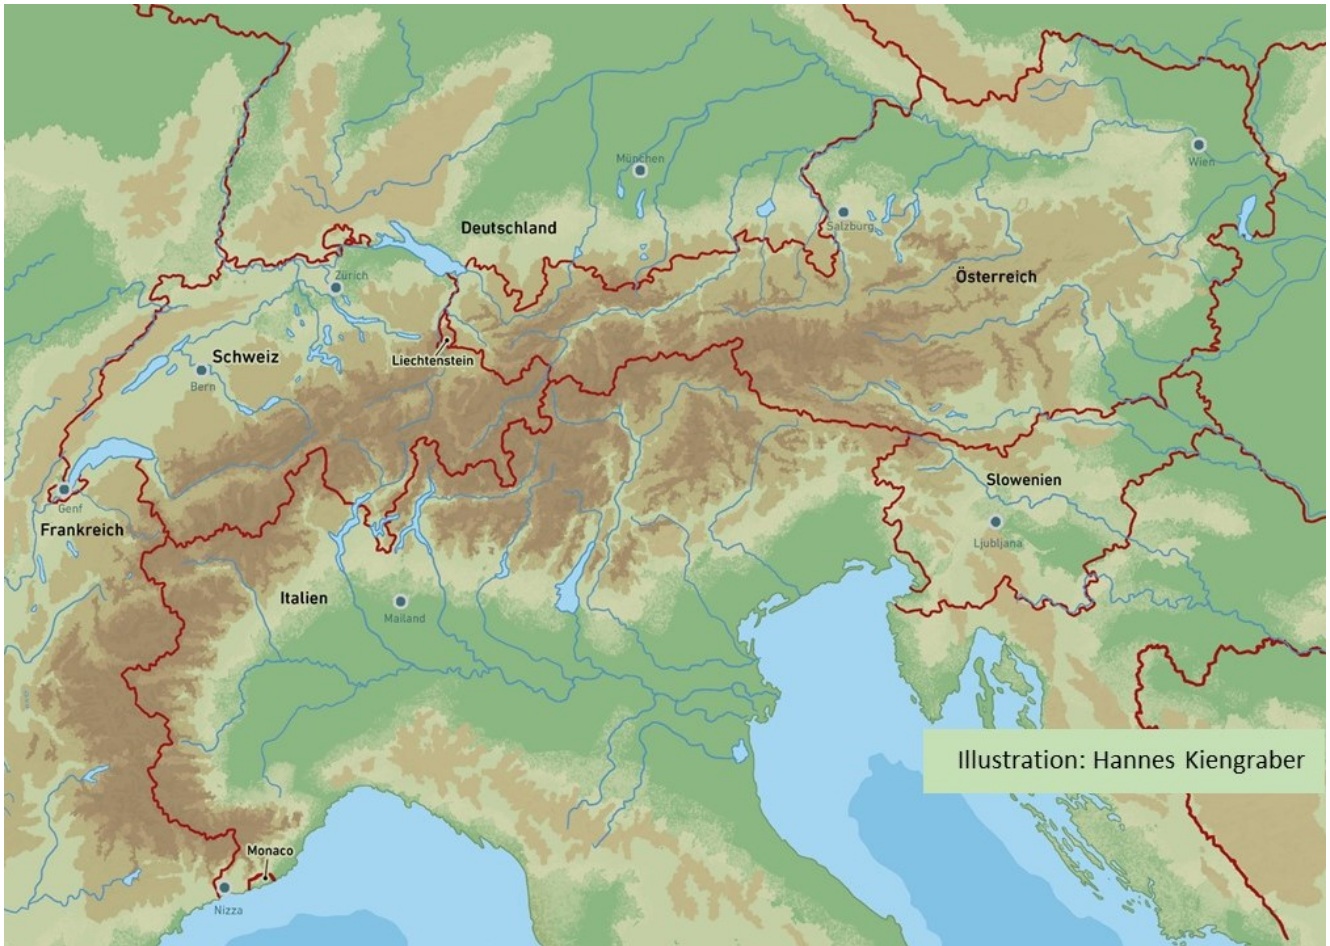 München
Wien
Salzburg
Deutschland
Zürich
Österreich
Schweiz
Liechtenstein
Bern
Slowenien
Genf
Frankreich
Ljubljana
Italien
Mailand
Illustration: Hannes Kiengraber
Monaco
Nizza